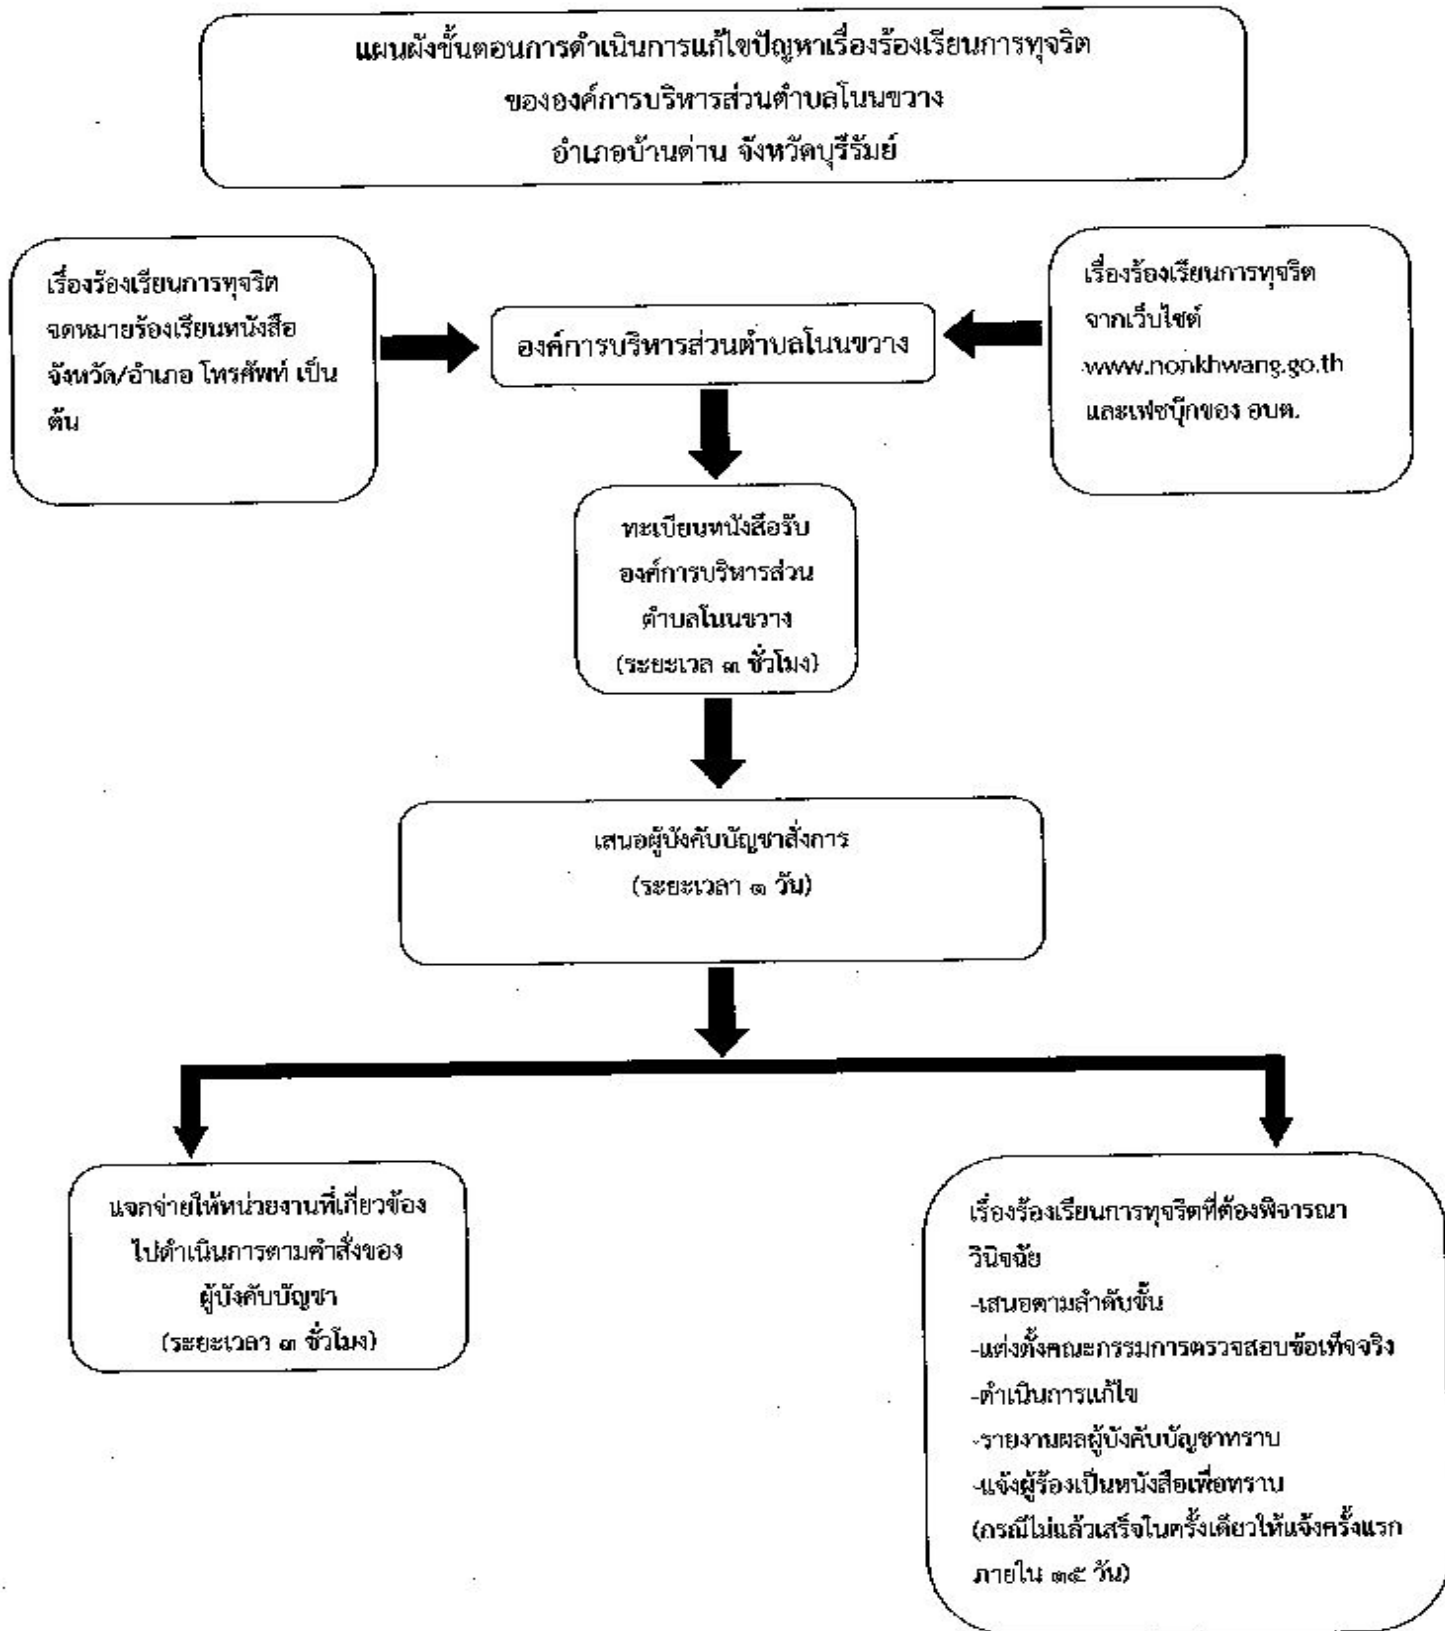 แผนผังขั้นตอนการดำเนินการแก้ไขปัญหาเรื่องร้องเรียนการทุจริต
ขององค์การบริหารส่วนตำบลโนนขวาง
อำเภอบ้านด่าน จังหวัดบุรีรัมย์
เรื่องร้องเรียนการทุจริต
จดหมายร้องเรียนหนังสือ
จังหวัด/อำเภอ โทรศัพท์ เป็น
ต้น
องค์การบริหารส่วนตำบลโนนขวาง
เรื่องร้องเรียนการทุจริต
จากเว็บไซต์
www.nonkhwang.go.th
และเฟซบุ๊กของ อบต.
ทะเบียนหนังสือรับ
องค์การบริหารส่วน
ตำบลโนนขวาง
(ระยะเวล ๓ ชั่วโมง)
เสนอผู้บังคับบัญชาสั่งการ
(ระยะเวลา ๑ วัน)
แจกจ่ายให้หน่วยงานที่เกี่ยวข้อง
ไปดำเนินการตามคำสั่งของ
ผู้บังคับบัญชา
(ระยะเวลา ๓ ชั่วโมง)
เรื่องร้องเรียนการทุจริตที่ต้องพิจารณา
วินิจฉัย
-เสนอตามลำดับขั้น
-แต่งตั้งคณะกรรมการตรวจสอบข้อเท็จจริง
-ดำเนินการแก้ไข
-รายงานผลผู้บังคับบัญชาทราบ
-แจ้งผู้ร้องเป็นหนังสือเพื่อทราบ
(กรณีไม่แล้วเสร็จในครั้งเดียวให้แจ้งครั้งแรก
ภายใน ๑๕ วัน)